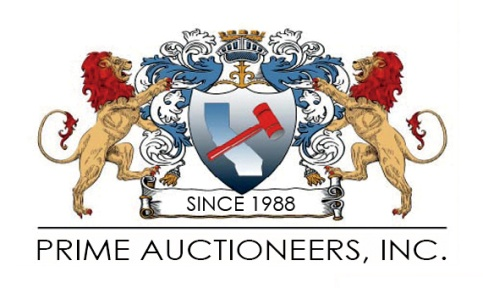 SINCE 1988
PRIME AUCTIONEERS, INC.